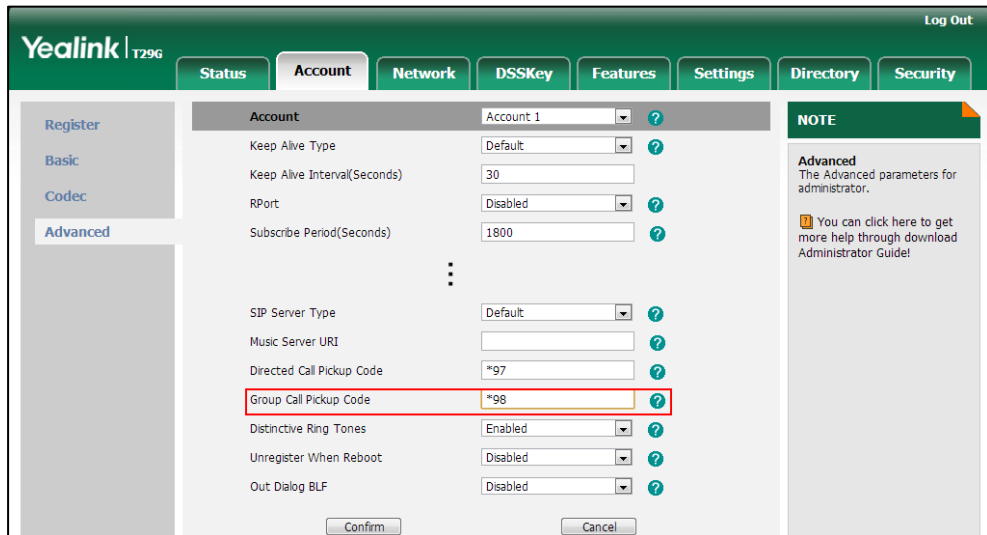 Log Out
Yealink T29G
Status Account Network DSSKey Features Settings Directory Security
Register
Basic
Codec
Advanced
Account Account 1 ?
Keep Alive Type Default ?
Keep Alive Interval(Seconds) 30
RPort Disabled ?
Subscribe Period(Seconds) 1800 ?
SIP Server Type Default ?
Music Server URI ?
Directed Call Pickup Code *97 ?
Group Call Pickup Code *98 ?
Distinctive Ring Tones Enabled ?
Unregister When Reboot Disabled ?
Out Dialog BLF Disabled ?
Confirm Cancel
NOTE
Advanced
The Advanced parameters for
administrator.
? You can click here to get
more help through download
Administrator Guide!